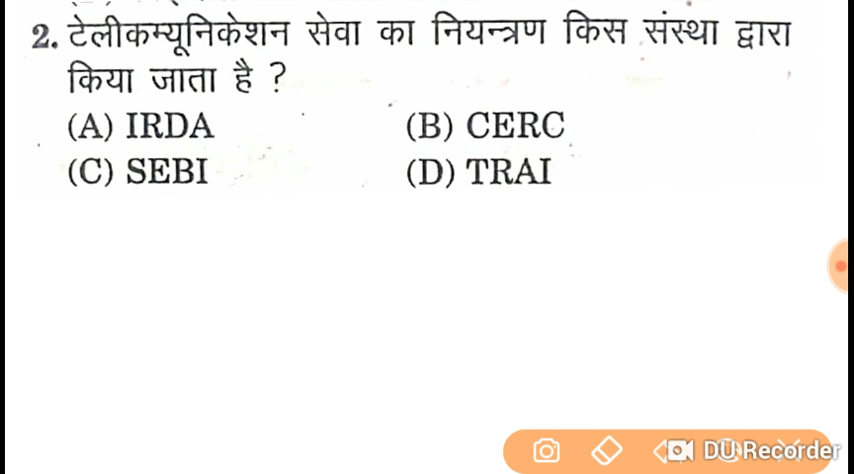 2. टेलीकम्यूनिकेशन सेवा का नियन्त्रण किस संस्था द्वारा
किया जाता है ?
(A) IRDA (B) CERC
(C) SEBI (D) TRAI
DU Recorder